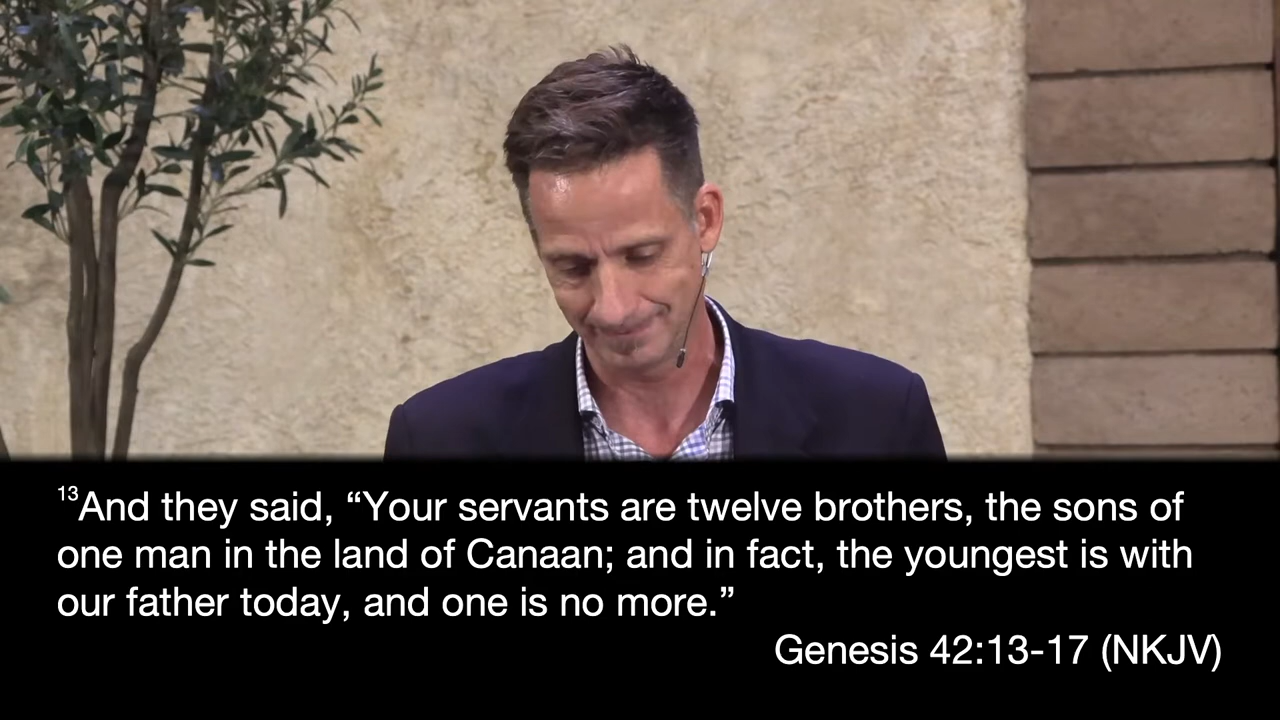 13And they said, “Your servants are twelve brothers, the sons of
one man in the land of Canaan; and in fact, the youngest is with
our father today, and one is no more.”
Genesis 42:13-17 (NKJV)